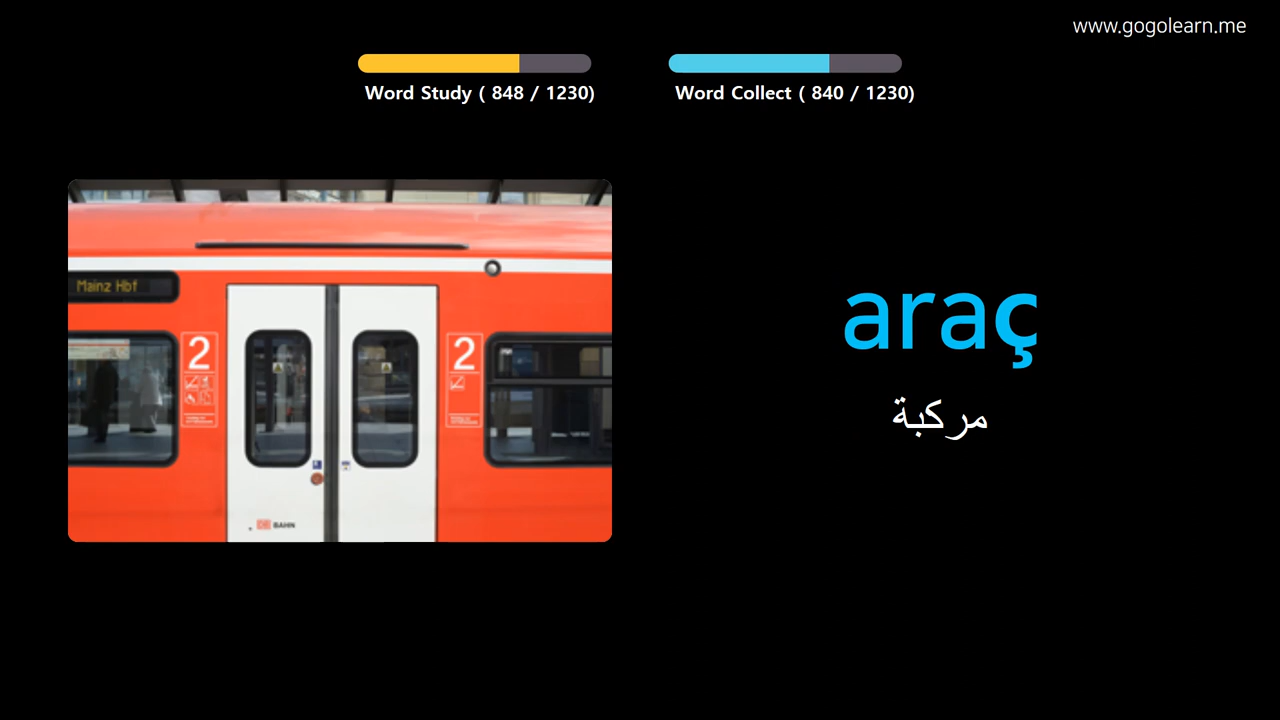 www.gogolearn.me
Word Study ( 848 / 1230)
Word Collect ( 840 / 1230)
Mainz Hbf
2
2
DB BAHN
araç
مركبة